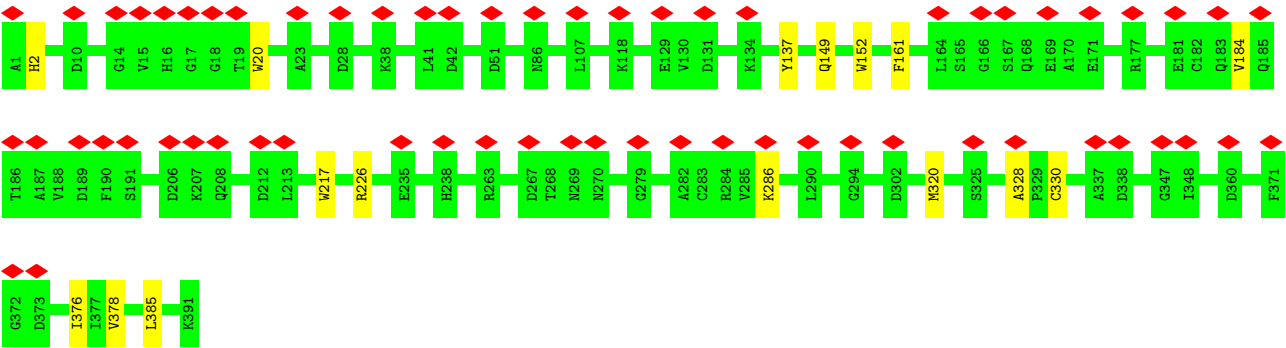 A1 H2 D10 G14 V15 H16 G17 G18 T19 W20 A23 D28 K38 L41 D42 D51 N86 L107 K118 E129 V130 D131 K134 Y137 Q149 W152 F161 L164 S165 G166 S167 Q168 E169 A170 E171 R177 E181 C182 Q183 V184 Q185
T186 A187 V188 D189 F190 S191 D206 K207 Q208 D212 L213 W217 R226 E235 H238 R263 D267 T268 N269 N270 G279 A282 C283 R284 V285 K286 L290 G294 D302 M320 S325 A328 P329 C330 A337 D338 G347 I348 D360 F371
G372 D373 I376 I377 V378 L385 K391